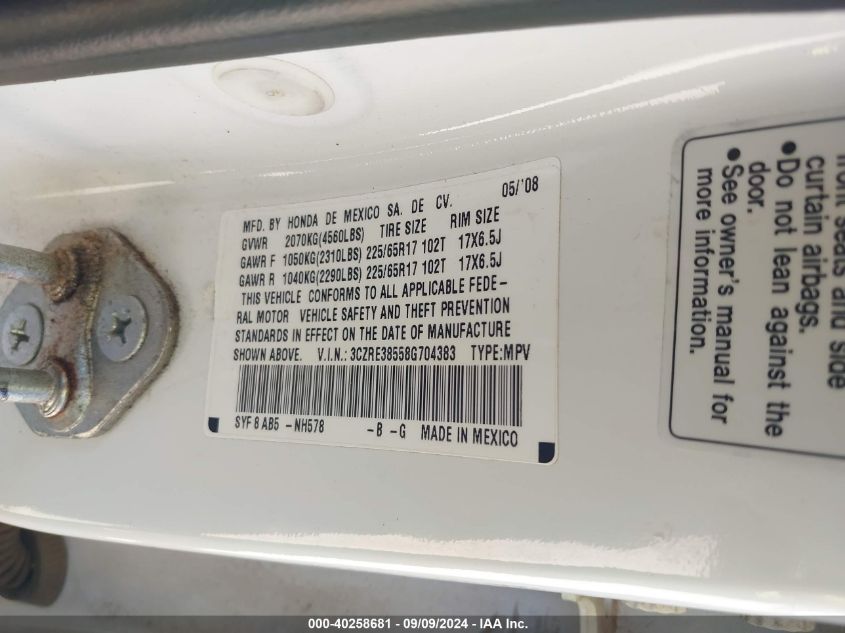 MFD. BY HONDA DE MEXICO SA. DE CV. 05/'08
GVWR 2070KG(4560LBS) TIRE SIZE RIM SIZE
GAWR F 1050KG(2310LBS) 225/65R17 102T 17X6.5J
GAWR R 1040KG(2290LBS) 225/65R17 102T 17X6.5J
THIS VEHICLE CONFORMS TO ALL APPLICABLE FEDE-
RAL MOTOR VEHICLE SAFETY AND THEFT PREVENTION
STANDARDS IN EFFECT ON THE DATE OF MANUFACTURE
SHOWN ABOVE. V.I.N.: 3CZRE38558G704383 TYPE:MPV
SYF 8 AB5 -NH578 -B -G MADE IN MEXICO
front seats and side
curtain airbags.
•Do not lean against the
door.
•See owner's manual for
more information.
000-40258681 - 09/09/2024 - IAA Inc.